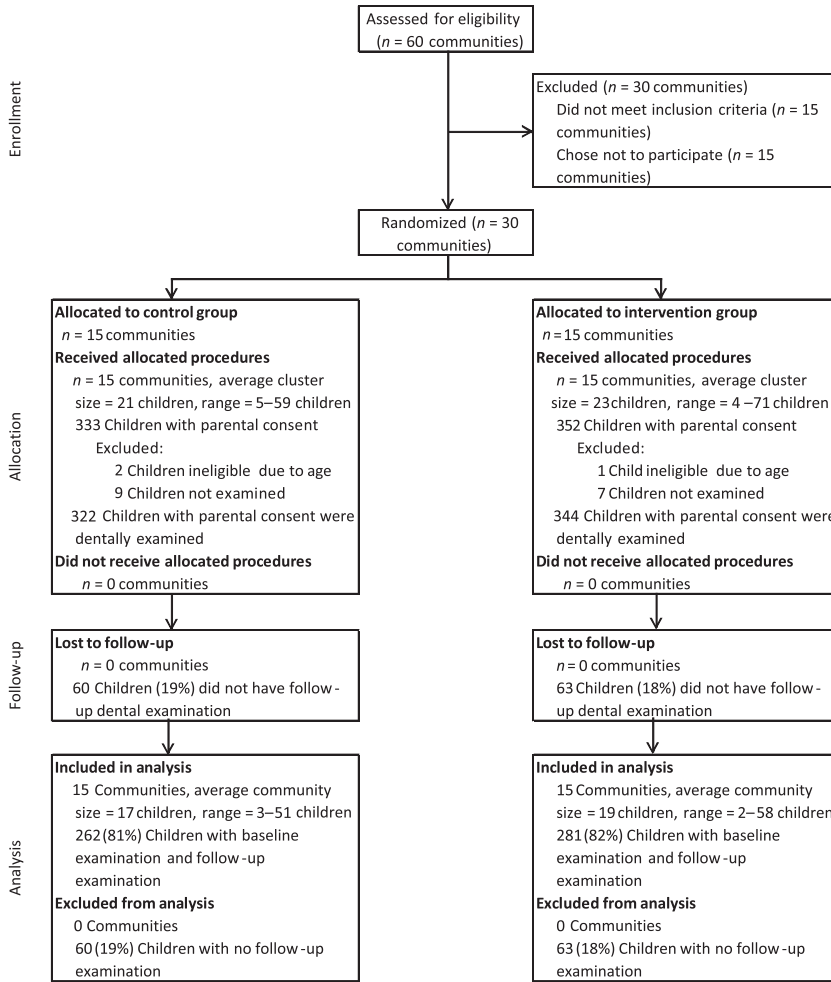 Assessed for eligibility
(n = 60 communities)
Enrollment
Excluded (n = 30 communities)
Did not meet inclusion criteria (n = 15
communities)
Chose not to participate (n = 15
communities)
Randomized (n = 30
communities)
Allocation
Allocated to control group
n = 15 communities
Received allocated procedures
n = 15 communities, average cluster
size = 21 children, range = 5–59 children
333 Children with parental consent
Excluded:
2 Children ineligible due to age
9 Children not examined
322 Children with parental consent were
dentally examined
Did not receive allocated procedures
n = 0 communities
Allocated to intervention group
n = 15 communities
Received allocated procedures
n = 15 communities, average cluster
size = 23 children, range = 4–71 children
352 Children with parental consent
Excluded:
1 Child ineligible due to age
7 Children not examined
344 Children with parental consent were
dentally examined
Did not receive allocated procedures
n = 0 communities
Follow-up
Lost to follow-up
n = 0 communities
60 Children (19%) did not have follow-
up dental examination
Lost to follow-up
n = 0 communities
63 Children (18%) did not have follow-
up dental examination
Analysis
Included in analysis
15 Communities, average community
size = 17 children, range = 3–51 children
262 (81%) Children with baseline
examination and follow-up
examination
Excluded from analysis
0 Communities
60 (19%) Children with no follow-up
examination
Included in analysis
15 Communities, average community
size = 19 children, range = 2–58 children
281 (82%) Children with baseline
examination and follow-up
examination
Excluded from analysis
0 Communities
63 (18%) Children with no follow-up
examination